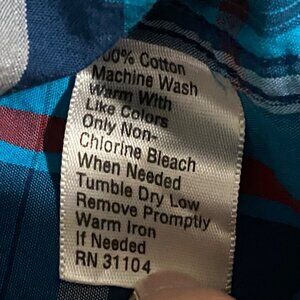 100% Cotton
Machine Wash
Warm With
Like Colors
Only Non-
Chlorine Bleach
When Needed
Tumble Dry Low
Remove Promptly
Warm Iron
If Needed
RN 31104